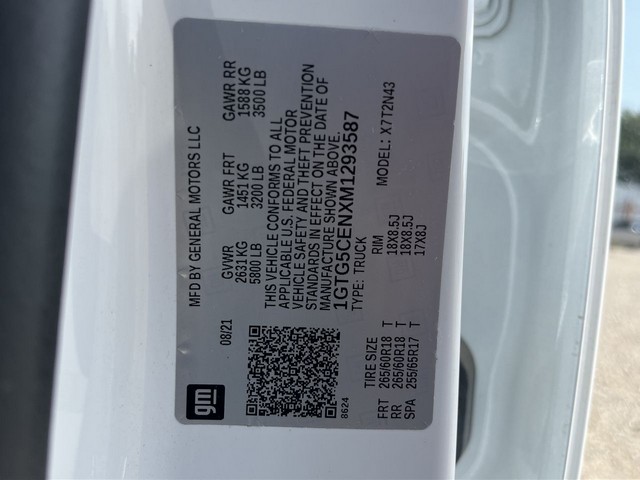 gm
MFD BY GENERAL MOTORS LLC
08/21
GVWR GAWR FRT GAWR RR
2631 KG 1451 KG 1588 KG
5800 LB 3200 LB 3500 LB
THIS VEHICLE CONFORMS TO ALL
APPLICABLE U.S. FEDERAL MOTOR
VEHICLE SAFETY AND THEFT PREVENTION
STANDARDS IN EFFECT ON THE DATE OF
MANUFACTURE SHOWN ABOVE.
1GTG5CENXM1293587
TYPE: TRUCK
8624
MODEL: X7T2N43
TIRE SIZE RIM
FRT 265/60R18 T 18X8.5J
RR 265/60R18 T 18X8.5J
SPA 255/65R17 T 17X8J